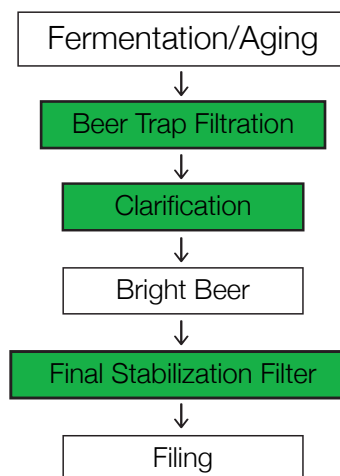 Fermentation/Aging
Beer Trap Filtration
Clarification
Bright Beer
Final Stabilization Filter
Filing